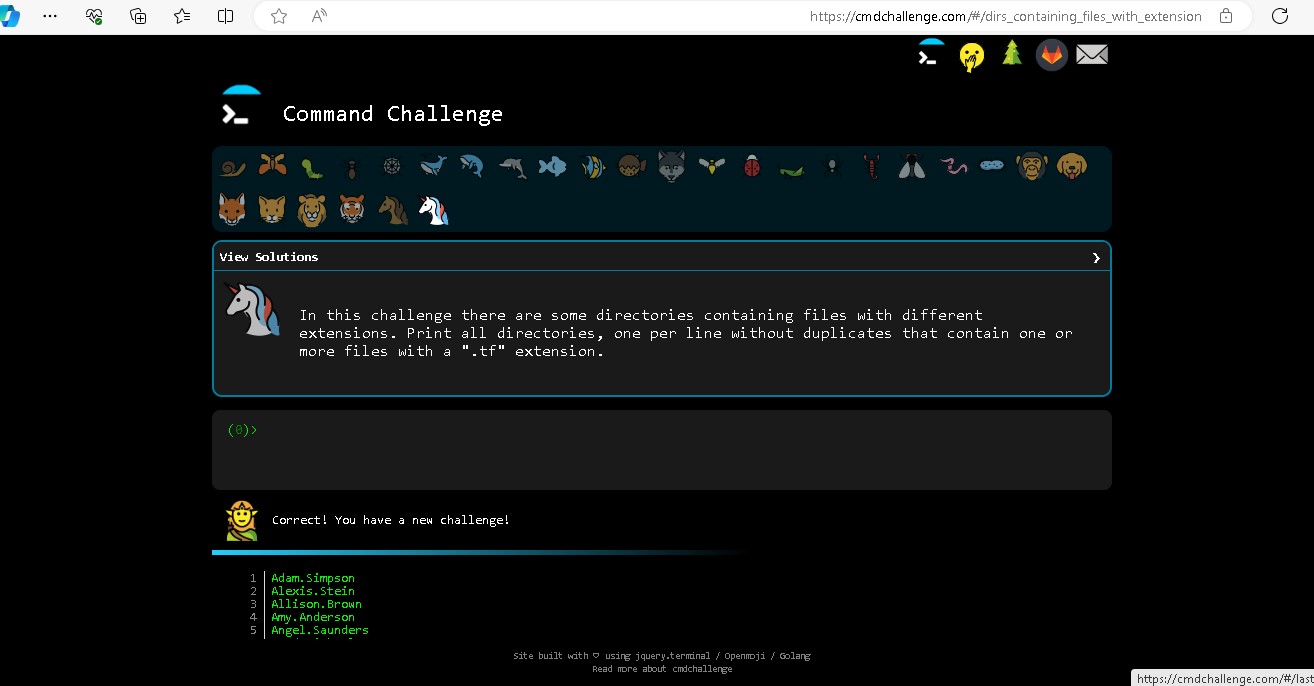 https://cmdchallenge.com/#/dirs_containing_files_with_extension
Command Challenge
View Solutions
In this challenge there are some directories containing files with different
extensions. Print all directories, one per line without duplicates that contain one or
more files with a ".tf" extension.
(0)>
Correct! You have a new challenge!
1 Adam.Simpson
2 Alexis.Stein
3 Allison.Brown
4 Amy.Anderson
5 Angel.Saunders
Site built with ♡ using jquery.terminal / Openmoji / Golang
Read more about cmdchallenge
https://cmdchallenge.com/#/last